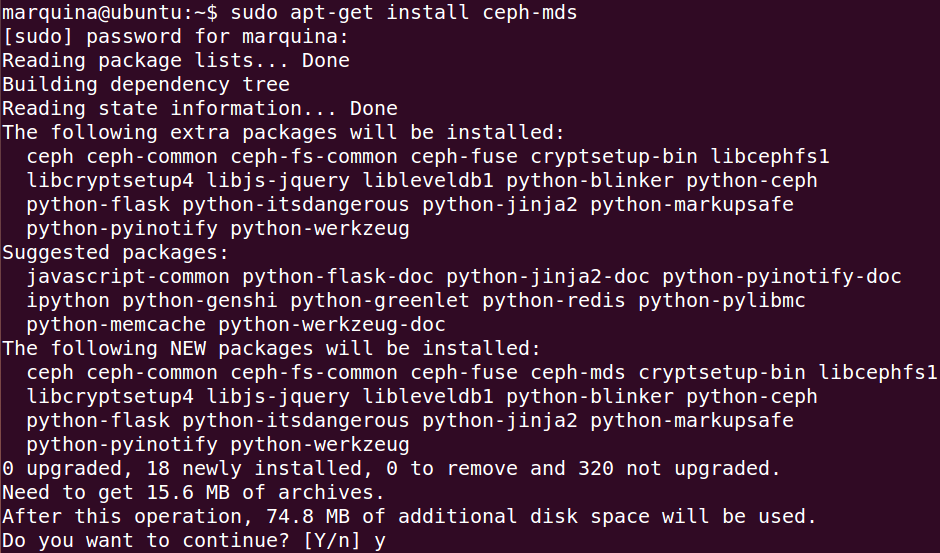 marquina@ubuntu:~$ sudo apt-get install ceph-mds
[sudo] password for marquina:
Reading package lists... Done
Building dependency tree
Reading state information... Done
The following extra packages will be installed:
  ceph ceph-common ceph-fs-common ceph-fuse cryptsetup-bin libcephfs1
  libcryptsetup4 libjs-jquery libleveldb1 python-blinker python-ceph
  python-flask python-itsdangerous python-jinja2 python-markupsafe
  python-pyinotify python-werkzeug
Suggested packages:
  javascript-common python-flask-doc python-jinja2-doc python-pyinotify-doc
  ipython python-genshi python-greenlet python-redis python-pylibmc
  python-memcache python-werkzeug-doc
The following NEW packages will be installed:
  ceph ceph-common ceph-fs-common ceph-fuse ceph-mds cryptsetup-bin libcephfs1
  libcryptsetup4 libjs-jquery libleveldb1 python-blinker python-ceph
  python-flask python-itsdangerous python-jinja2 python-markupsafe
  python-pyinotify python-werkzeug
0 upgraded, 18 newly installed, 0 to remove and 320 not upgraded.
Need to get 15.6 MB of archives.
After this operation, 74.8 MB of additional disk space will be used.
Do you want to continue? [Y/n] y